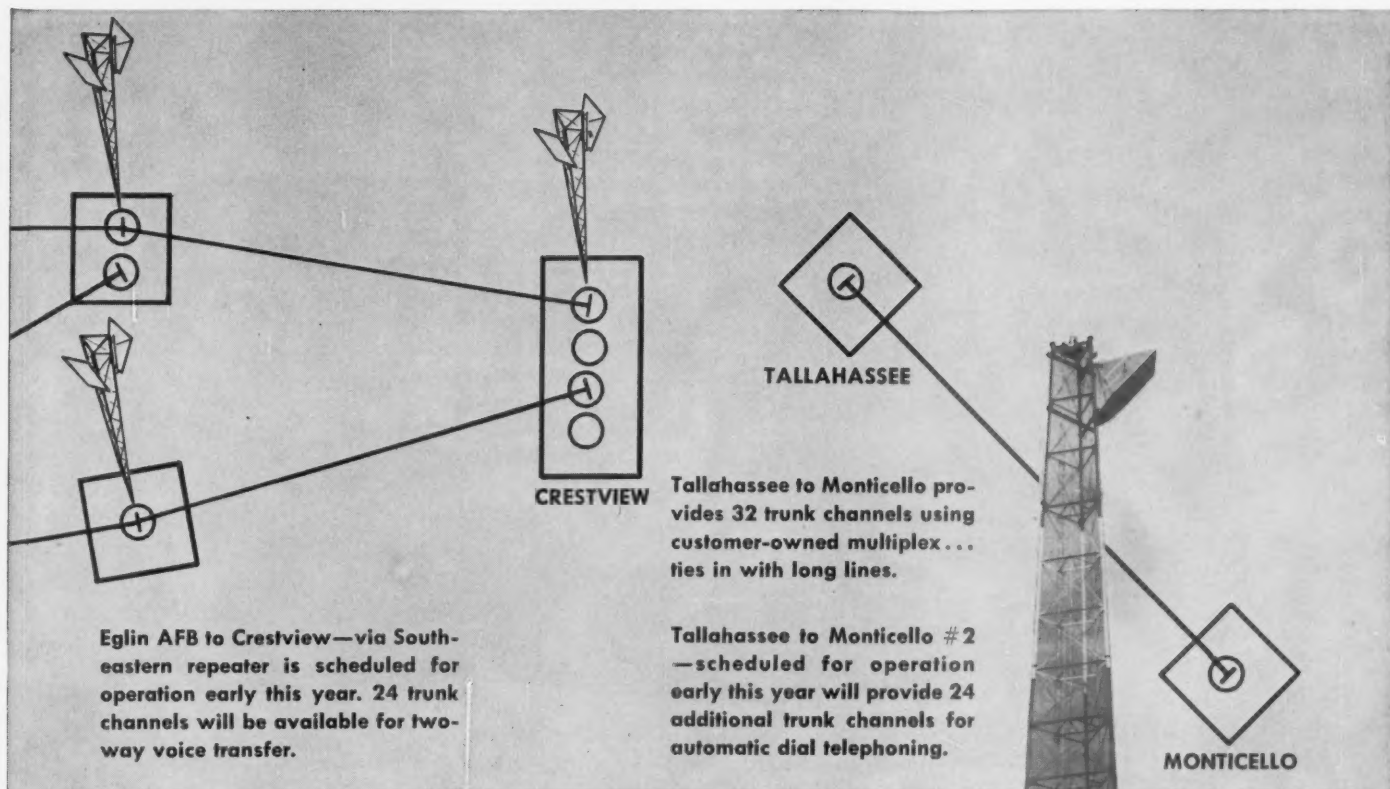 TALLAHASSEE
CRESTVIEW
Tallahassee to Monticello pro-
vides 32 trunk channels using
customer-owned multiplex...
ties in with long lines.
Eglin AFB to Crestview—via South-
eastern repeater is scheduled for
operation early this year. 24 trunk
channels will be available for two-
way voice transfer.
Tallahassee to Monticello #2
—scheduled for operation
early this year will provide 24
additional trunk channels for
automatic dial telephoning.
MONTICELLO